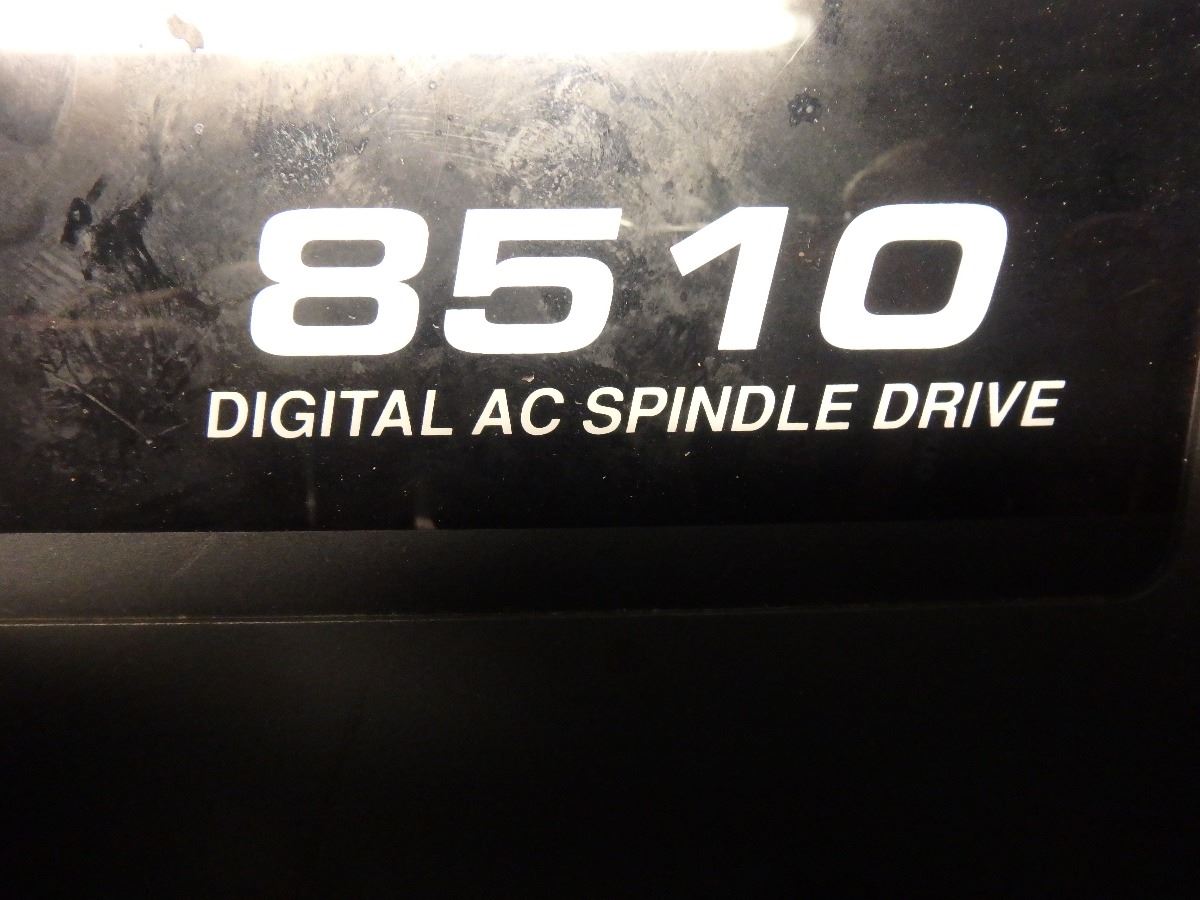 8510
DIGITAL AC SPINDLE DRIVE